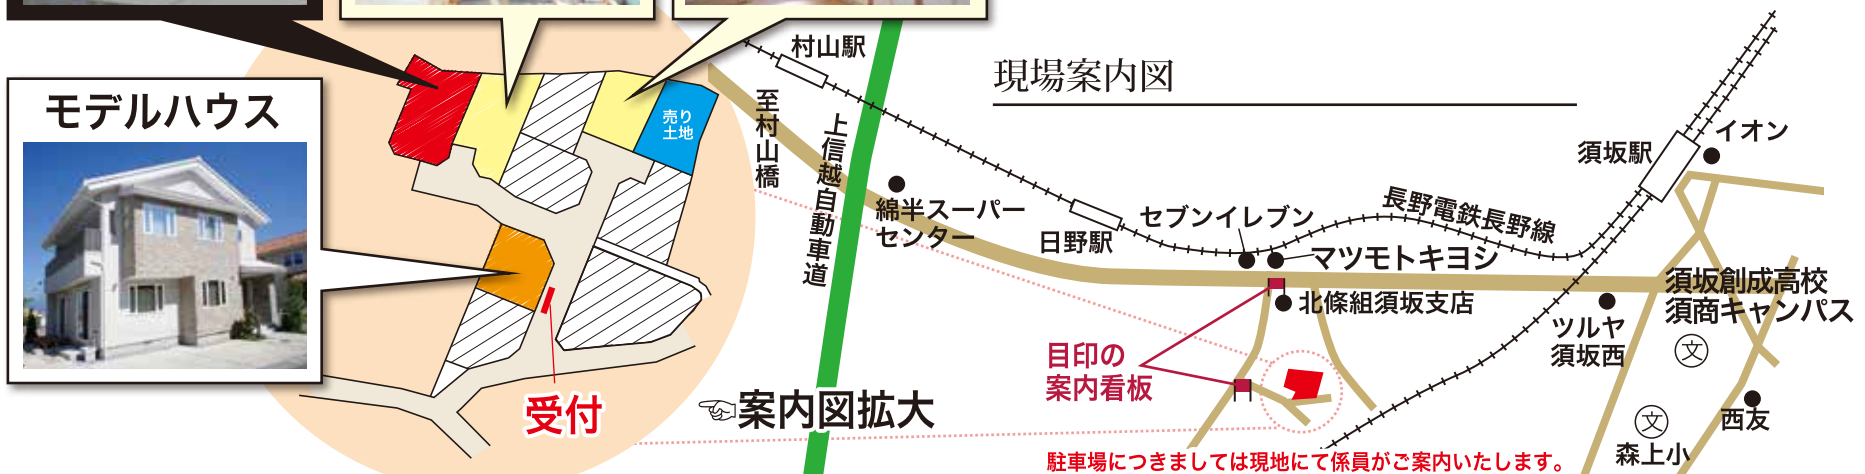 モデルハウス
売り
土地
受付
案内図拡大
現場案内図
村山駅
至村山橋
上信越自動車道
綿半スーパー
センター
日野駅
セブンイレブン
マツモトキヨシ
長野電鉄長野線
北條組須坂支店
目印の
案内看板
須坂駅
イオン
須坂創成高校
須商キャンパス
文
ツルヤ
須坂西
文
森上小
西友
駐車場につきましては現地にて係員がご案内いたします。